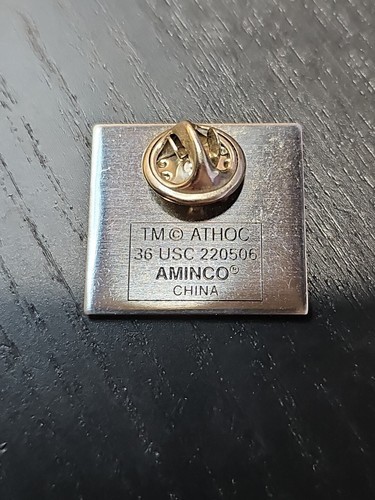 TM © ATHOC
36 USC 220506
AMINCO®
CHINA